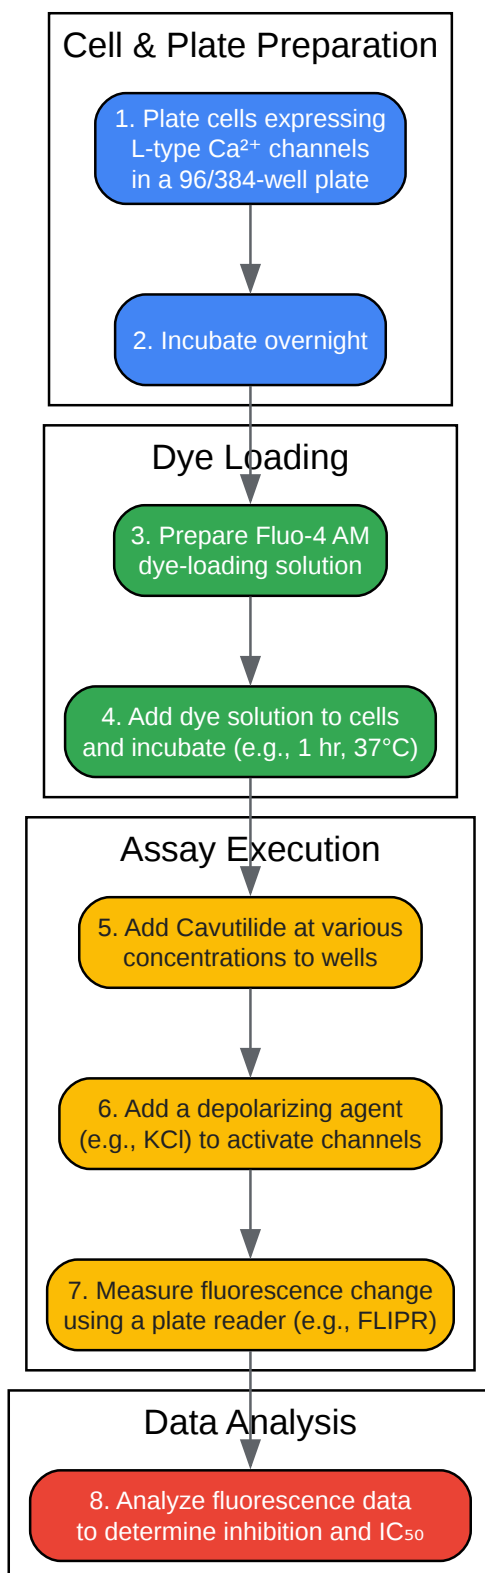 Cell & Plate Preparation
1. Plate cells expressing
L-type Ca²⁺ channels
in a 96/384-well plate
2. Incubate overnight
Dye Loading
3. Prepare Fluo-4 AM
dye-loading solution
4. Add dye solution to cells
and incubate (e.g., 1 hr, 37°C)
Assay Execution
5. Add Cavutilide at various
concentrations to wells
6. Add a depolarizing agent
(e.g., KCl) to activate channels
7. Measure fluorescence change
using a plate reader (e.g., FLIPR)
Data Analysis
8. Analyze fluorescence data
to determine inhibition and IC₅₀